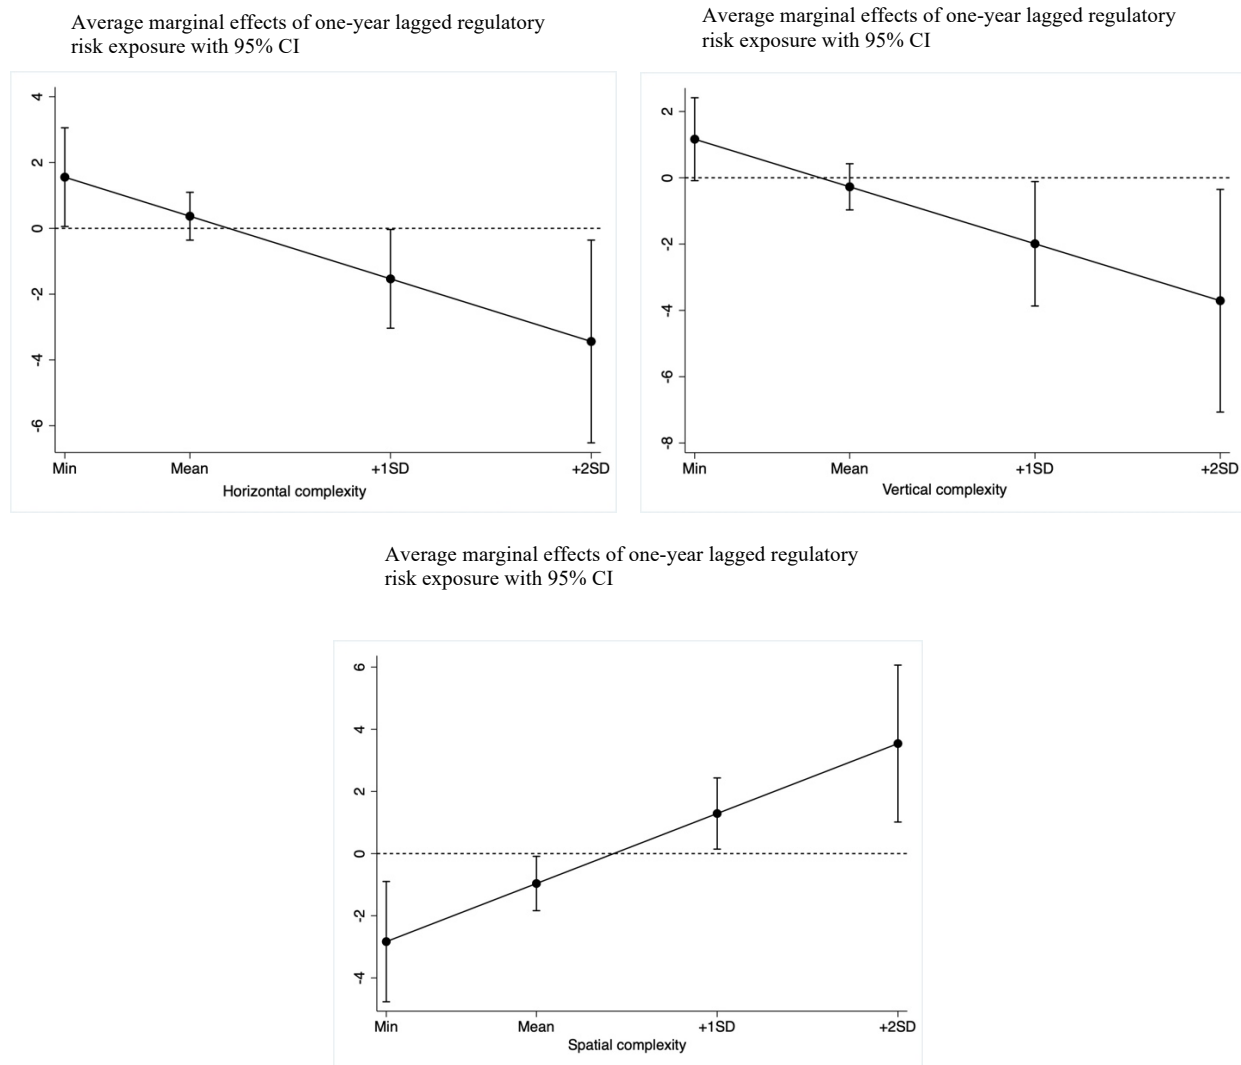 Average marginal effects of one-year lagged regulatory
risk exposure with 95% CI
4
2
0
-2
-4
-6
Min
Mean
+1SD
+2SD
Horizontal complexity
Average marginal effects of one-year lagged regulatory
risk exposure with 95% CI
2
0
-2
-4
-6
-8
Min
Mean
+1SD
+2SD
Vertical complexity
Average marginal effects of one-year lagged regulatory
risk exposure with 95% CI
6
4
2
0
-2
-4
Min
Mean
+1SD
+2SD
Spatial complexity